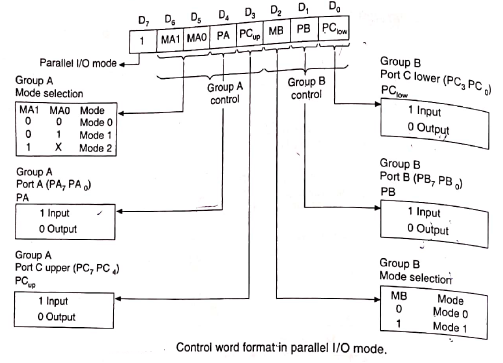 D7 D6 D5 D4 D3 D2 D1 D0
1 MA1 MA0 PA PCup MB PB PClow
Parallel I/O mode
Group A
control
Group B
control
Group A
Mode selection
MA1 MA0 Mode
0 0 Mode 0
0 1 Mode 1
1 X Mode 2
Group A
Port A (PA7 PA0)
PA
1 Input
0 Output
Group A
Port C upper (PC7 PC4)
PCup
1 Input
0 Output
Group B
Port C lower (PC3 PC0)
PClow
1 Input
0 Output
Group B
Port B (PB7 PB0)
PB
1 Input
0 Output
Group B
Mode selection
MB Mode
0 Mode 0
1 Mode 1
Control word format in parallel I/O mode.